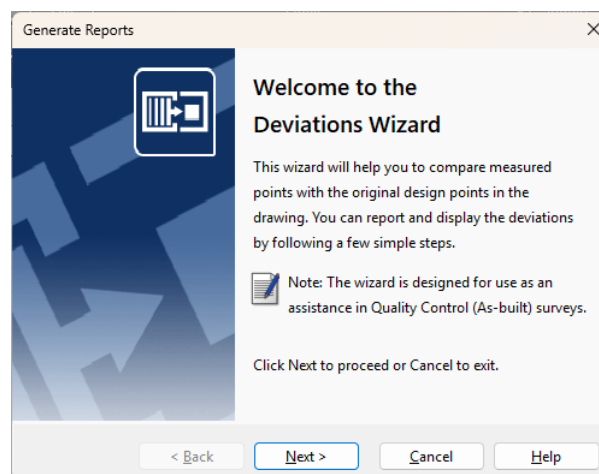 Generate Reports
Welcome to the
Deviations Wizard
This wizard will help you to compare measured
points with the original design points in the
drawing. You can report and display the deviations
by following a few simple steps.
Note: The wizard is designed for use as an
assistance in Quality Control (As-built) surveys.
Click Next to proceed or Cancel to exit.
< Back Next > Cancel Help